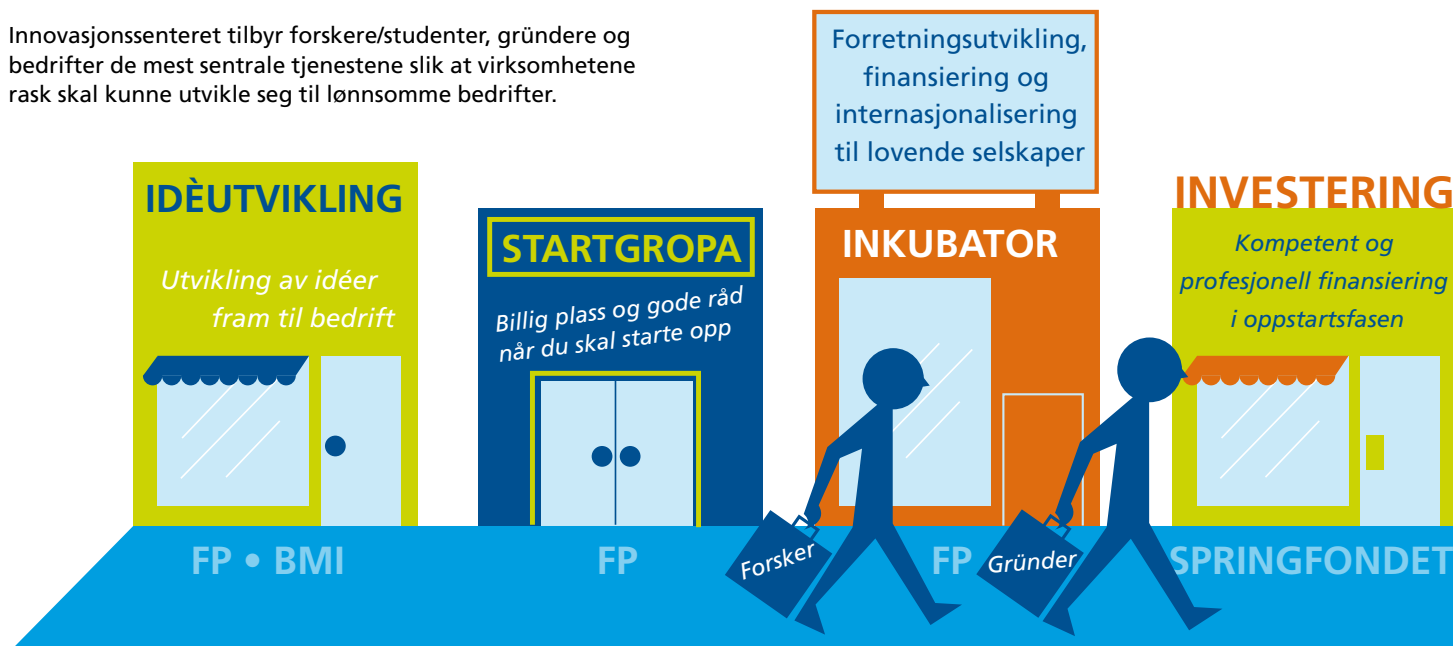 Innovasjonssenteret tilbyr forskere/studenter, gründere og
bedrifter de mest sentrale tjenestene slik at virksomhetene
rask skal kunne utvikle seg til lønnsomme bedrifter.
IDÈUTVIKLING
Utvikling av idéer
fram til bedrift
FP • BMI
STARTGROPA
Billig plass og gode råd
når du skal starte opp
FP
Forretningsutvikling,
finansiering og
internasjonalisering
til lovende selskaper
INKUBATOR
Forsker
FP
Gründer
INVESTERING
Kompetent og
profesjonell finansiering
i oppstartsfasen
SPRINGFONDET